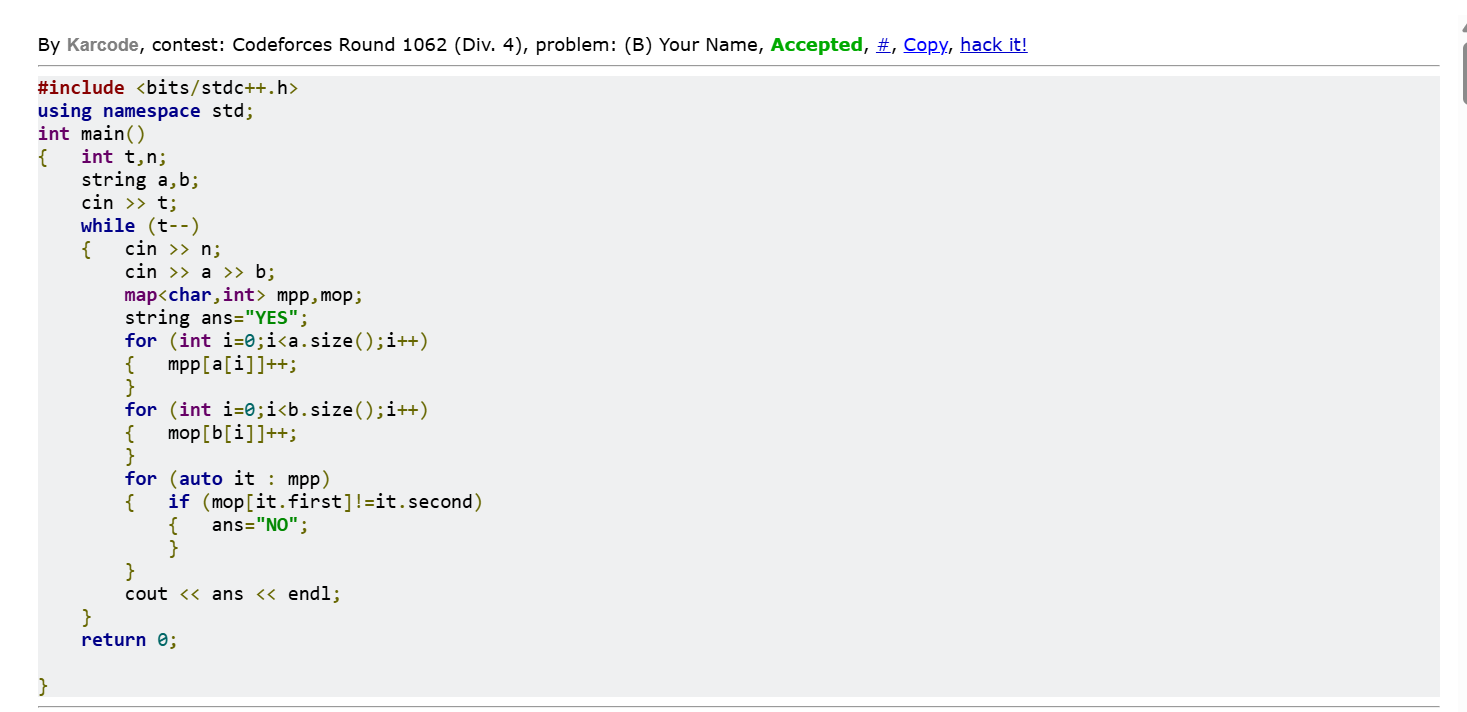 By Karcode, contest: Codeforces Round 1062 (Div. 4), problem: (B) Your Name, Accepted, #, Copy, hack it!
#include <bits/stdc++.h>
using namespace std;
int main()
{   int t,n;
    string a,b;
    cin >> t;
    while (t--)
    {   cin >> n;
        cin >> a >> b;
        map<char,int> mpp,mop;
        string ans="YES";
        for (int i=0;i<a.size();i++)
        {   mpp[a[i]]++;
        }
        for (int i=0;i<b.size();i++)
        {   mop[b[i]]++;
        }
        for (auto it : mpp)
        {   if (mop[it.first]!=it.second)
            {   ans="NO";
            }
        }
        cout << ans << endl;
    }
    return 0;
}